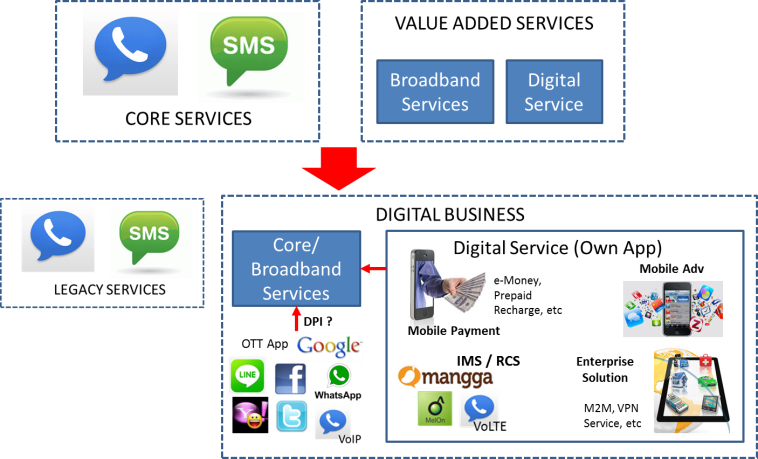 SMS
CORE SERVICES
VALUE ADDED SERVICES
Broadband
Services
Digital
Service
SMS
LEGACY SERVICES
DIGITAL BUSINESS
Core/
Broadband
Services
DPI ?
OTT App
Google
LINE
WhatsApp
Y!
VoIP
Digital Service (Own App)
e-Money,
Prepaid
Recharge, etc
Mobile Payment
Mobile Adv
IMS / RCS
mangga
MelOn
VoLTE
Enterprise
Solution
M2M, VPN
Service, etc